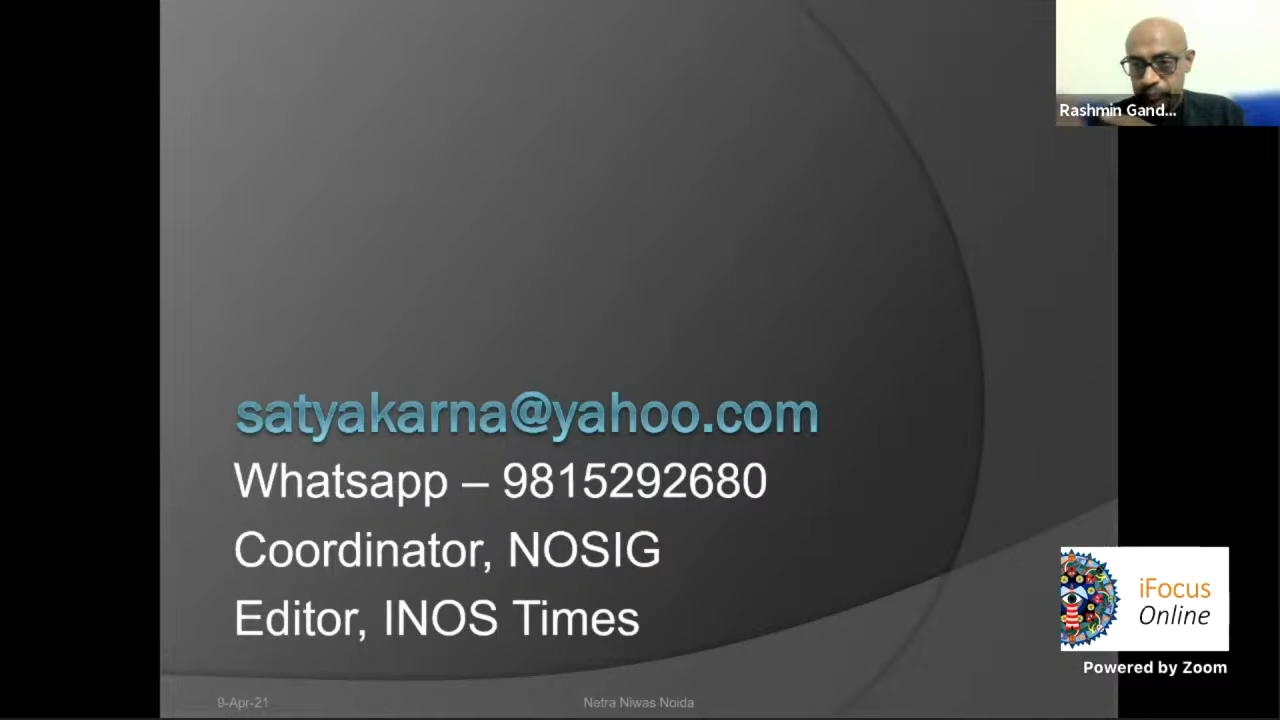 Rashmin Gand...
satyakarna@yahoo.com
Whatsapp – 9815292680
Coordinator, NOSIG
Editor, INOS Times
iFocus
Online
Powered by Zoom
9-Apr-21
Netra Niwas Noida